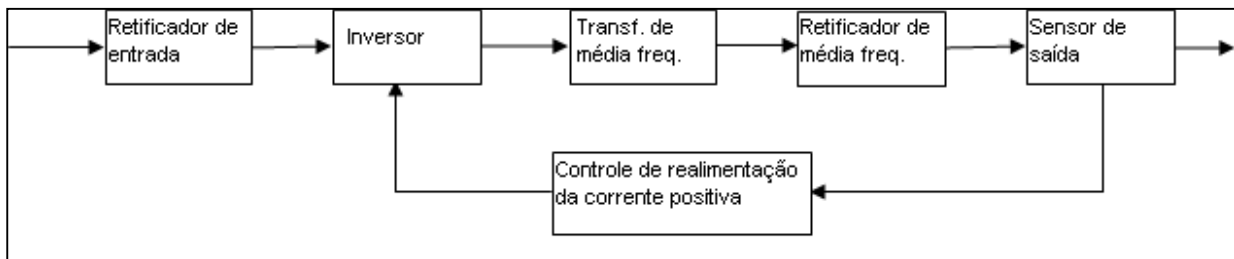 Retificador de
entrada
Inversor
Transf. de
média freq.
Retificador de
média freq.
Sensor de
saída
Controle de realimentação
da corrente positiva